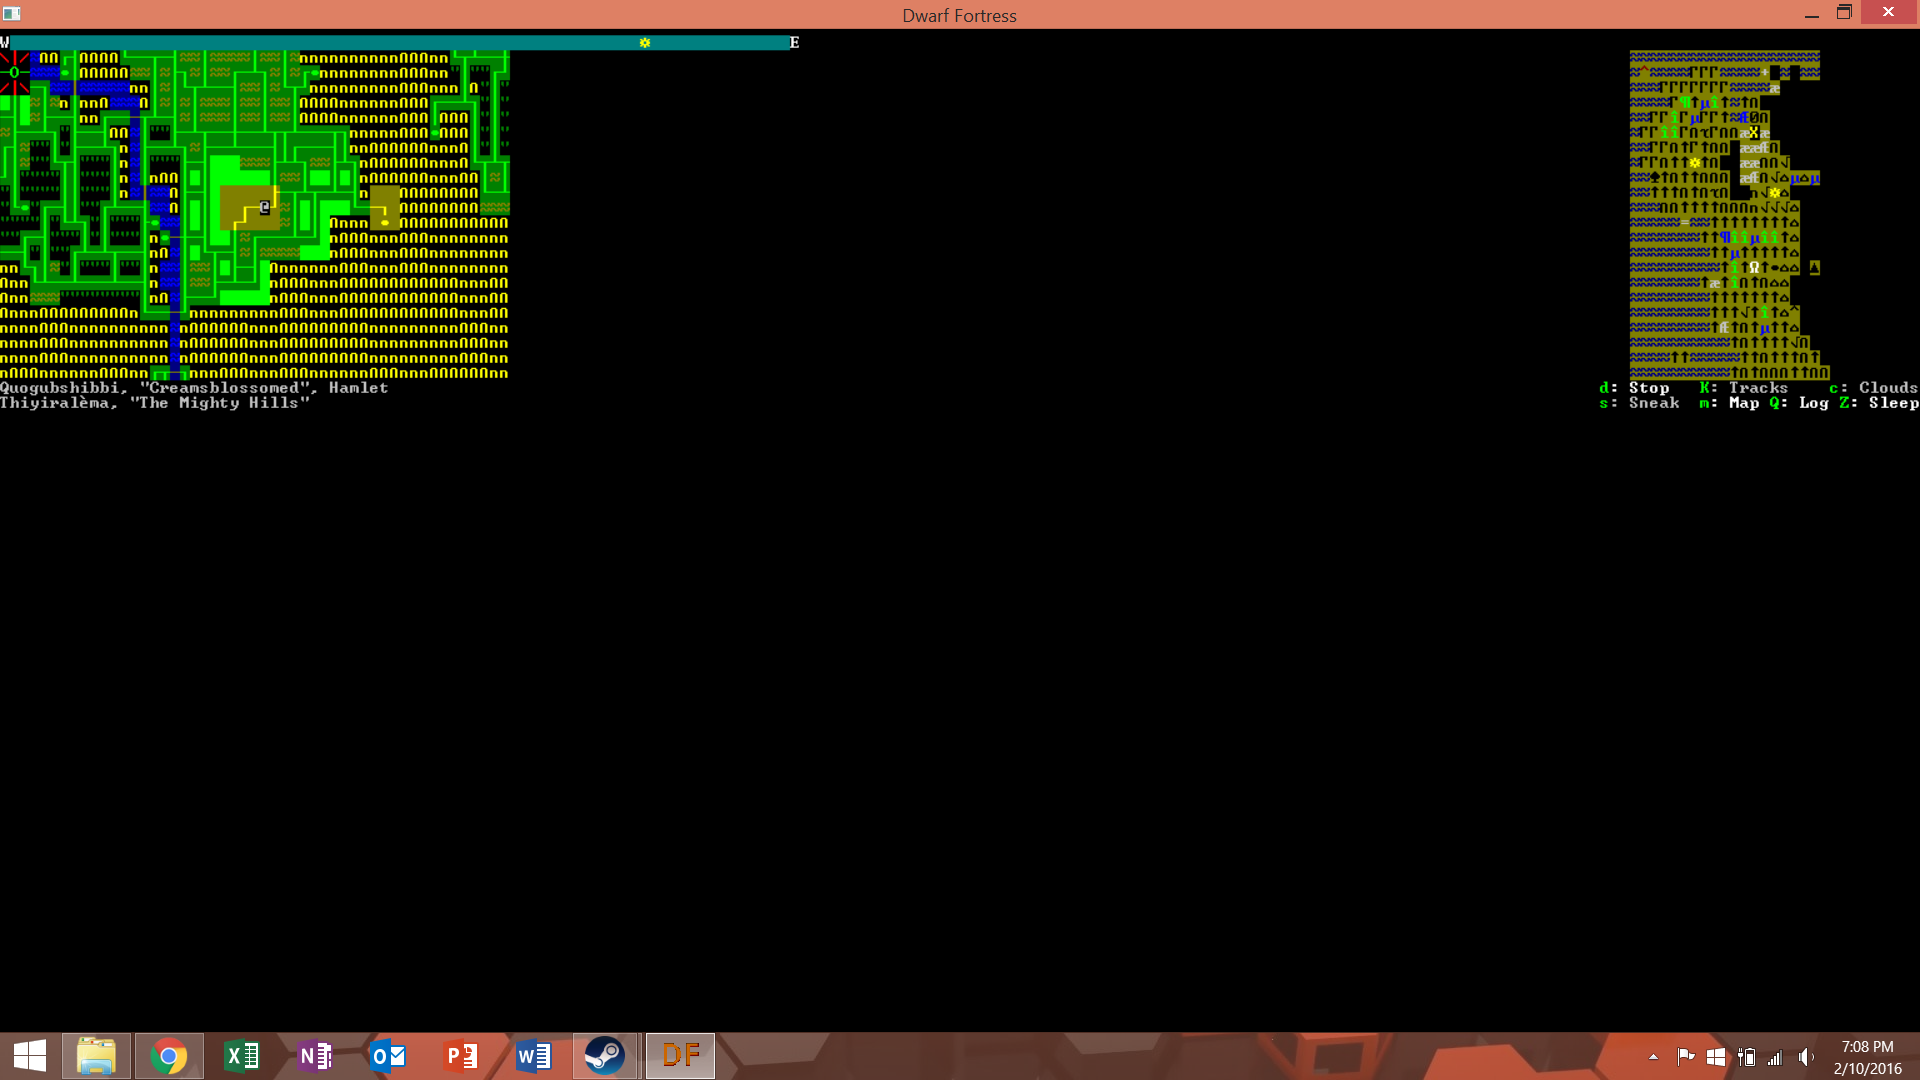 Dwarf Fortress
W E
Quogubshibbi, "Creamsblossomed", Hamlet
Thiyiralèma, "The Mighty Hills"
d: Stop K: Tracks c: Clouds
s: Sneak m: Map Q: Log Z: Sleep
DF
7:08 PM
2/10/2016